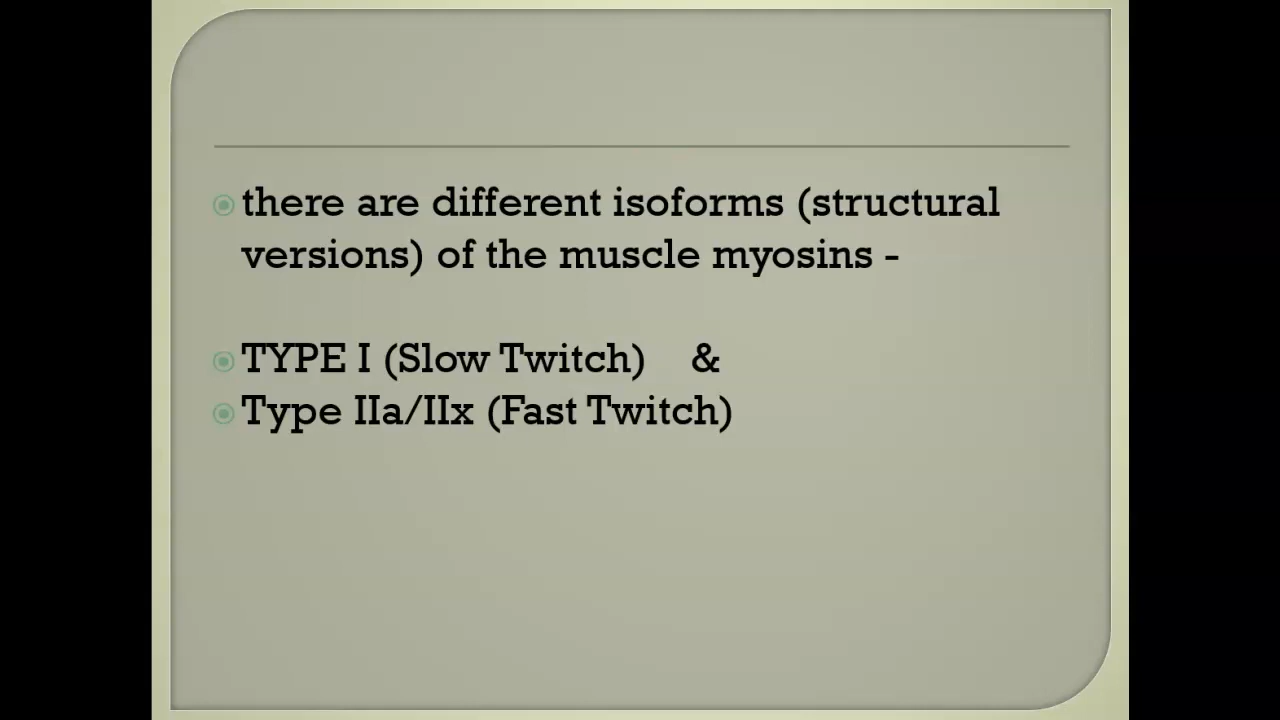 there are different isoforms (structural
versions) of the muscle myosins -
TYPE I (Slow Twitch) &
Type IIa/IIx (Fast Twitch)